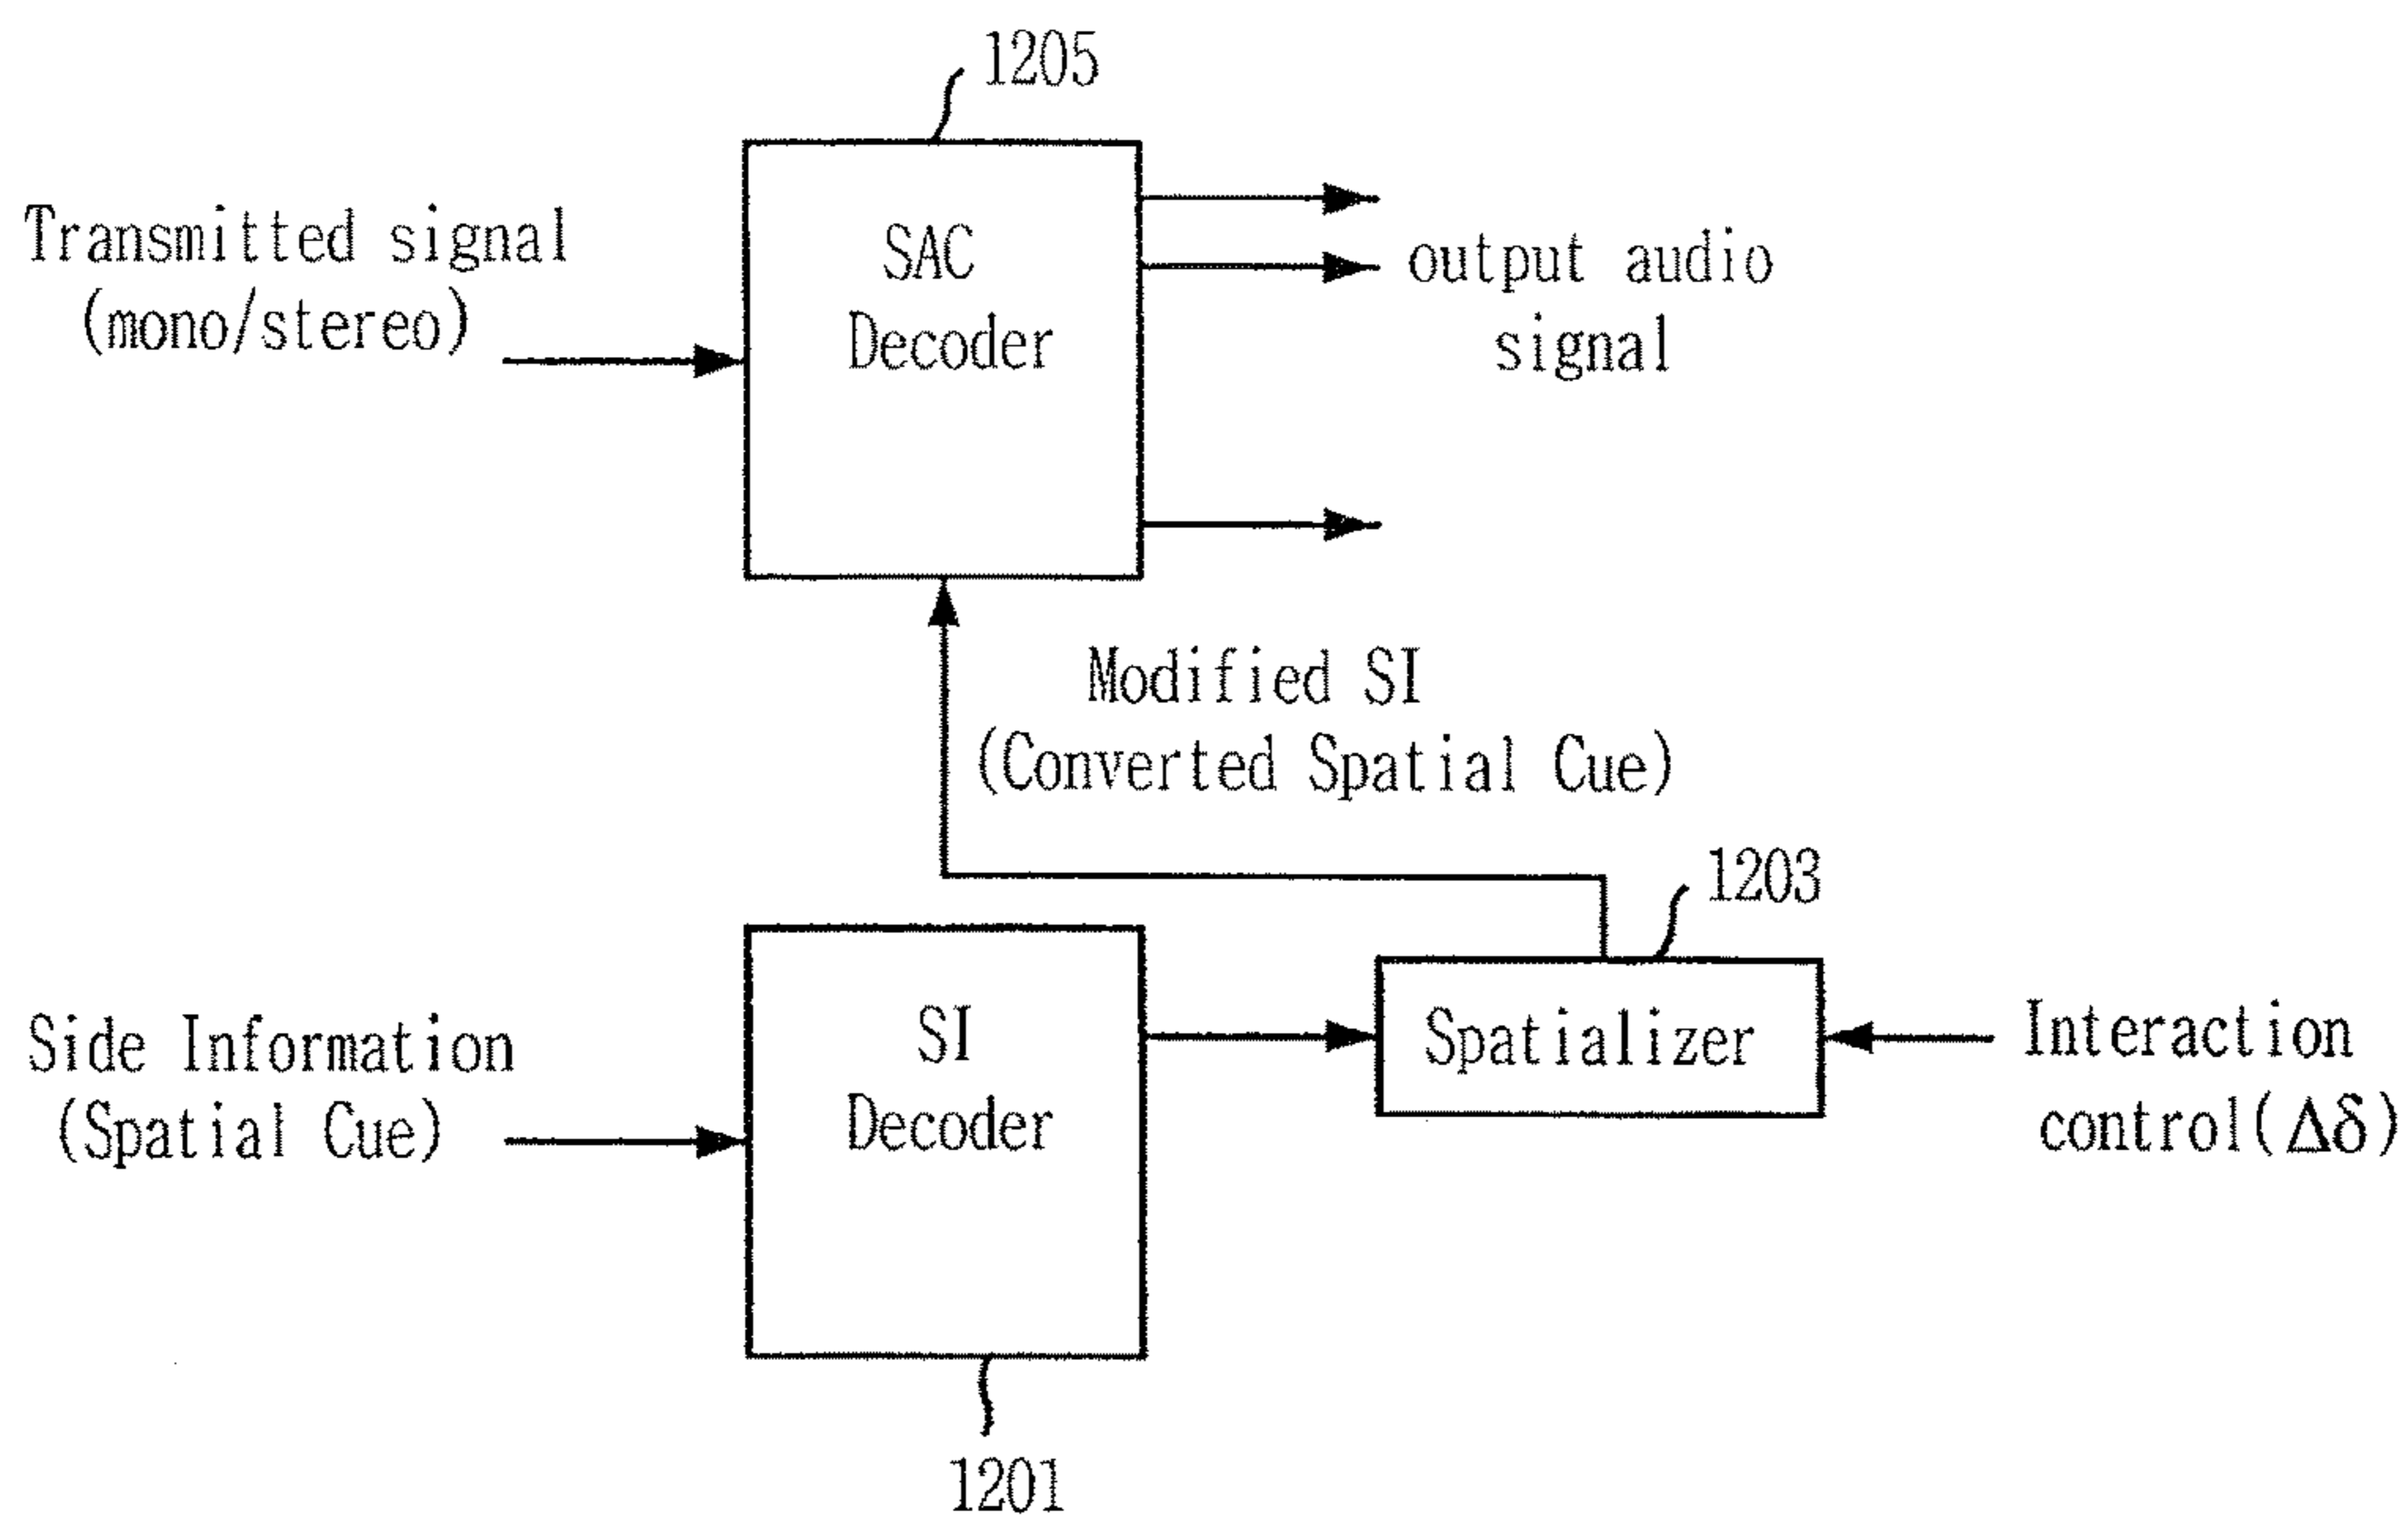 1205
Transmitted signal
(mono/stereo)
SAC
Decoder
output audio
signal
Modified SI
(Converted Spatial Cue)
1203
Side Information
(Spatial Cue)
SI
Decoder
Spatializer
Interaction
control(Δδ)
1201